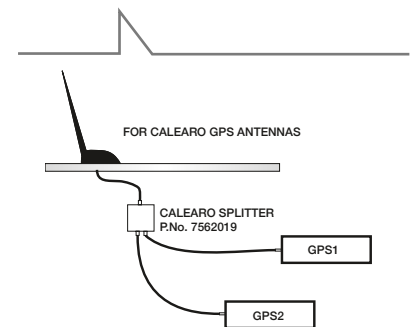 FOR CALEARO GPS ANTENNAS
CALEARO SPLITTER
P.No. 7562019
GPS1
GPS2